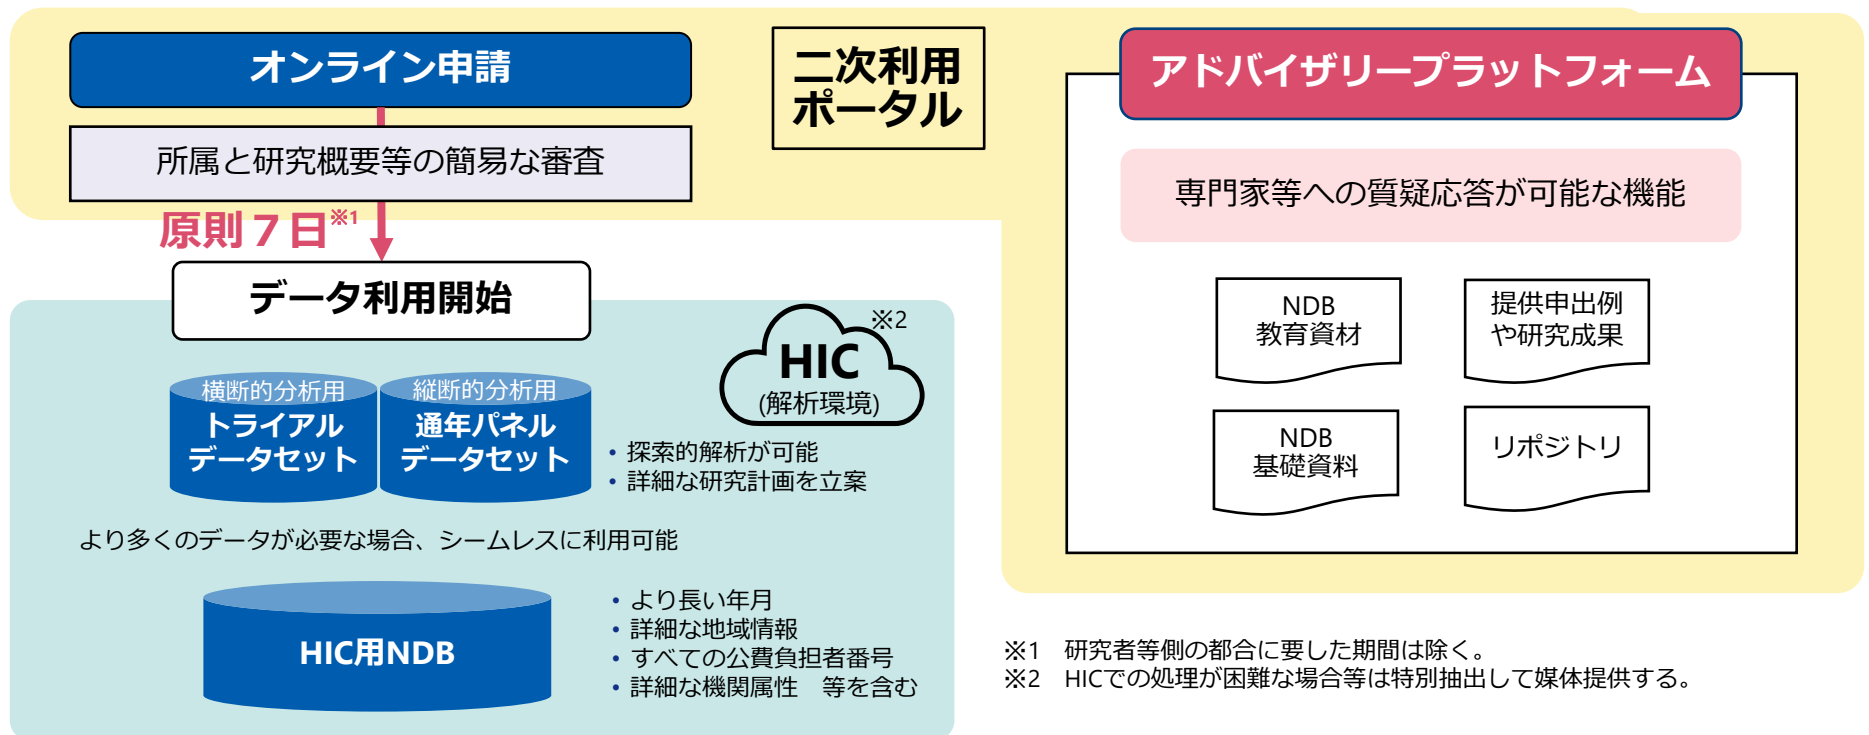 オンライン申請
所属と研究概要等の簡易な審査
原則７日※1
データ利用開始
二次利用
ポータル
アドバイザリープラットフォーム
専門家等への質疑応答が可能な機能
NDB
教育資材
提供申出例
や研究成果
NDB
基礎資料
リポジトリ
※2
HIC
(解析環境)
横断的分析用
トライアル
データセット
縦断的分析用
通年パネル
データセット
• 探索的解析が可能
• 詳細な研究計画を立案
より多くのデータが必要な場合、シームレスに利用可能
HIC用NDB
• より長い年月
• 詳細な地域情報
• すべての公費負担者番号
• 詳細な機関属性　等を含む
※1　研究者等側の都合に要した期間は除く。
※2　HICでの処理が困難な場合等は特別抽出して媒体提供する。